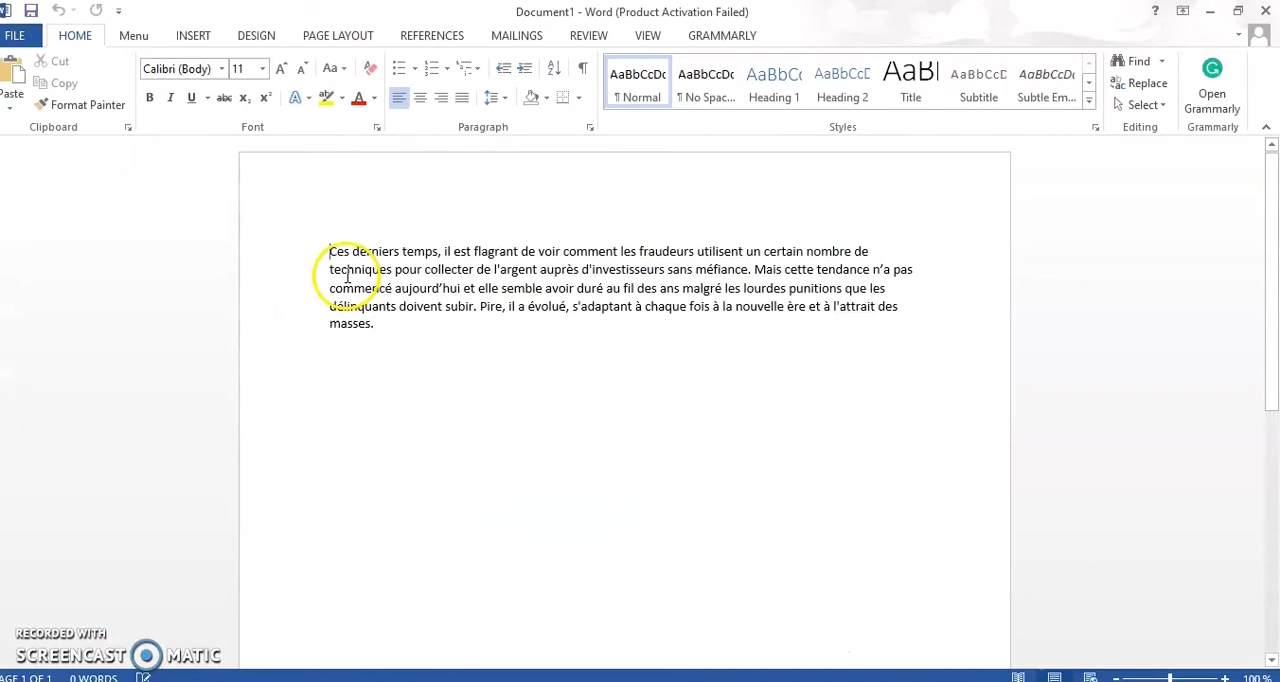 Document1 - Word (Product Activation Failed)
FILE HOME Menu INSERT DESIGN PAGE LAYOUT REFERENCES MAILINGS REVIEW VIEW GRAMMARLY
Cut
Copy
Format Painter
Clipboard
Calibri (Body) 11
Font
Paragraph
AaBbCcDc AaBbCcDc AaBbCc AaBbCcD AaBl AaBbCcD AaBbCcDc
¶ Normal ¶ No Spac... Heading 1 Heading 2 Title Subtitle Subtle Em...
Styles
Find
Replace
Select
Editing
Open
Grammarly
Grammarly
Ces derniers temps, il est flagrant de voir comment les fraudeurs utilisent un certain nombre de
techniques pour collecter de l'argent auprès d'investisseurs sans méfiance. Mais cette tendance n’a pas
commencé aujourd’hui et elle semble avoir duré au fil des ans malgré les lourdes punitions que les
délinquants doivent subir. Pire, il a évolué, s'adaptant à chaque fois à la nouvelle ère et à l'attrait des
masses.
RECORDED WITH
SCREENCAST MATIC
PAGE 1 OF 1 0 WORDS 100 %